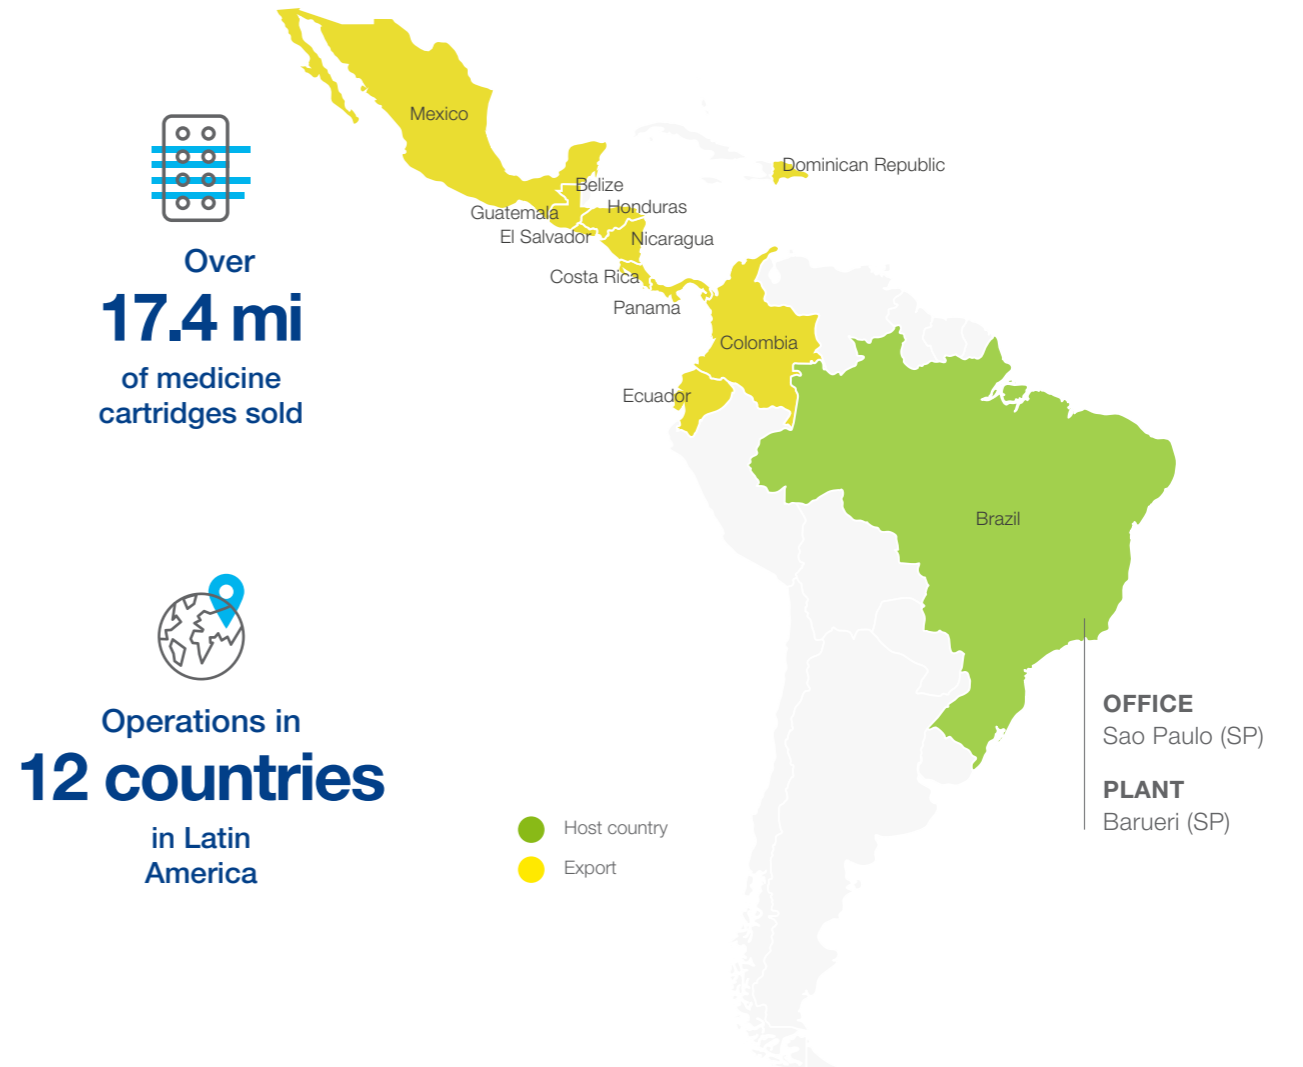 Over
17.4 mi
of medicine
cartridges sold
Operations in
12 countries
in Latin
America
Mexico
Dominican Republic
Belize
Guatemala
Honduras
El Salvador
Nicaragua
Costa Rica
Panama
Colombia
Ecuador
Brazil
OFFICE
Sao Paulo (SP)
PLANT
Barueri (SP)
Host country
Export